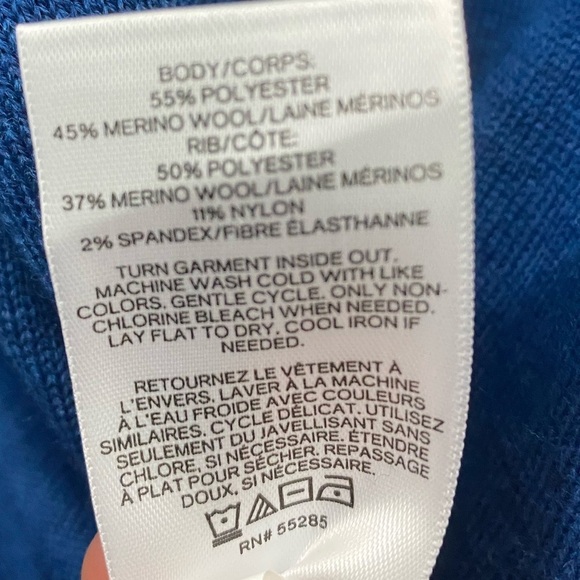 BODY/CORPS:
55% POLYESTER
45% MERINO WOOL/LAINE MÉRINOS
RIB/CÔTE:
50% POLYESTER
37% MERINO WOOL/LAINE MÉRINOS
11% NYLON
2% SPANDEX/FIBRE ÉLASTHANNE
TURN GARMENT INSIDE OUT.
MACHINE WASH COLD WITH LIKE
COLORS. GENTLE CYCLE. ONLY NON-
CHLORINE BLEACH WHEN NEEDED.
LAY FLAT TO DRY. COOL IRON IF
NEEDED.
RETOURNEZ LE VÊTEMENT À
L'ENVERS. LAVER À LA MACHINE
À L'EAU FROIDE AVEC COULEURS
SIMILAIRES. CYCLE DÉLICAT. UTILISEZ
SEULEMENT DU JAVELLISANT SANS
CHLORE, SI NÉCESSAIRE. ÉTENDRE
À PLAT POUR SÉCHER. REPASSAGE
DOUX, SI NÉCESSAIRE.
RN# 55285